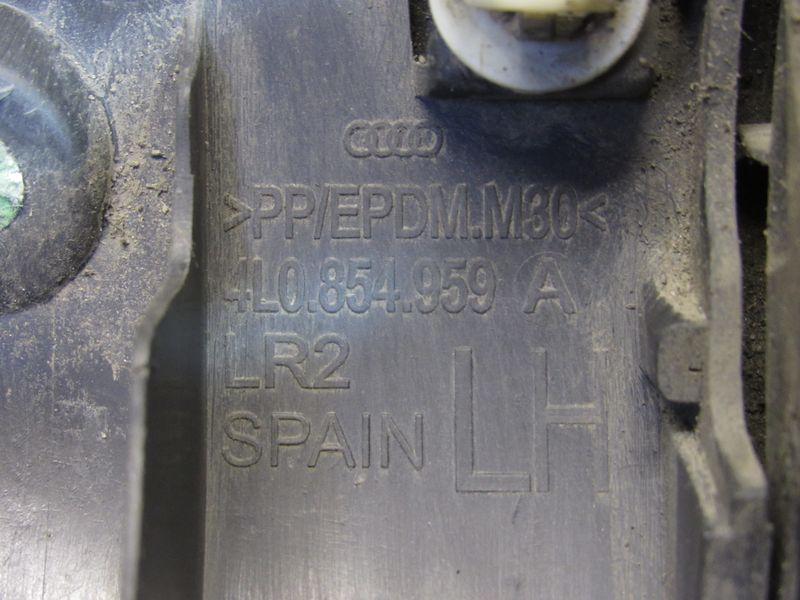 >PP/EPDM.M30<
4L0.854.959 A
LR2
SPAIN LH